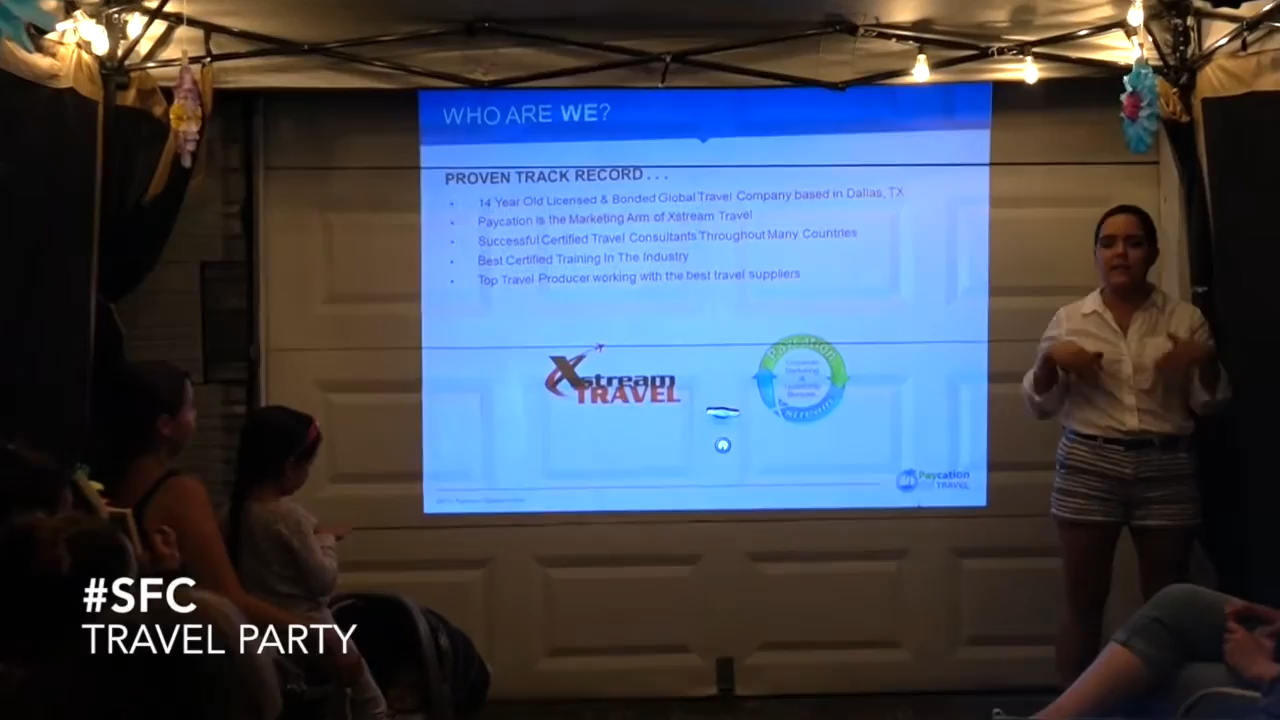 WHO ARE WE?
PROVEN TRACK RECORD . . .
• 14 Year Old Licensed & Bonded Global Travel Company based in Dallas, TX
• Paycation is the Marketing Arm of Xstream Travel
• Successful Certified Travel Consultants Throughout Many Countries
• Best Certified Training In The Industry
• Top Travel Producer working with the best travel suppliers
Xstream
TRAVEL
Paycation
Xstream
Paycation
TRAVEL
#SFC
TRAVEL PARTY